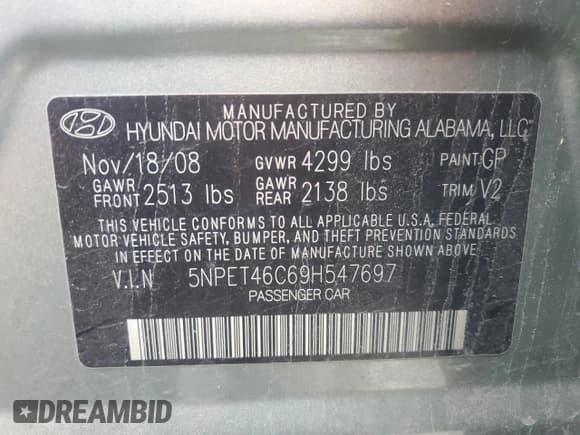 MANUFACTURED BY
HYUNDAI MOTOR MANUFACTURING ALABAMA, LLC
Nov/18/08 GVWR 4299 lbs PAINT:GP
GAWR FRONT 2513 lbs GAWR REAR 2138 lbs TRIM V2
THIS VEHICLE CONFORMS TO ALL APPLICABLE U.S.A. FEDERAL
MOTOR VEHICLE SAFETY, BUMPER, AND THEFT PREVENTION STANDARDS
IN EFFECT ON THE DATE OF MANUFACTURE SHOWN ABOVE.
V.I.N 5NPET46C69H547697
PASSENGER CAR
DREAMBID